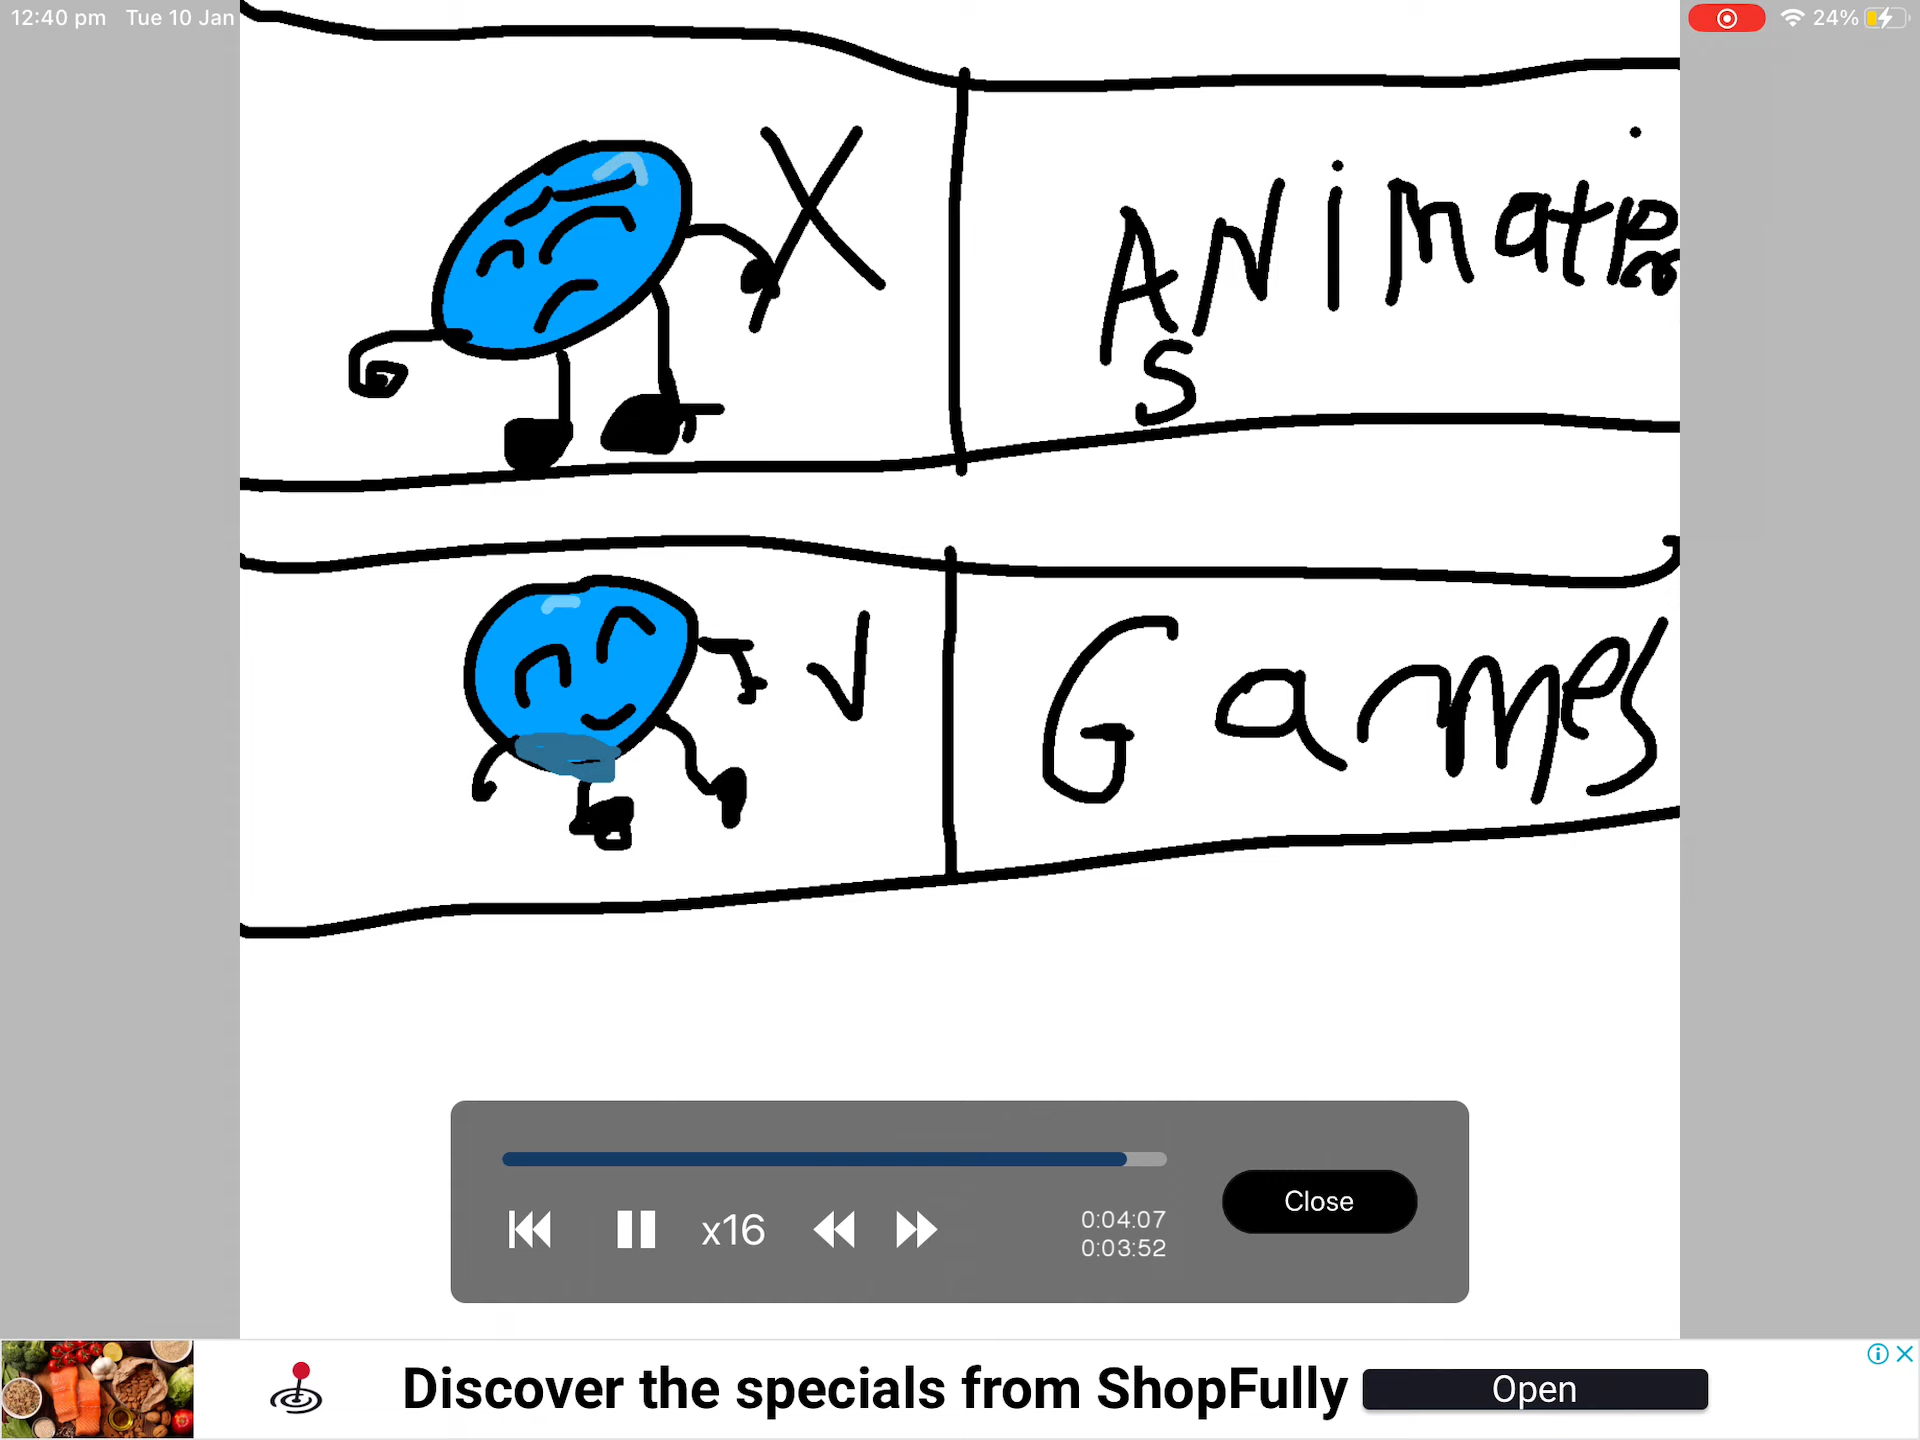 12:40 pm Tue 10 Jan
24%
X
ANimation
S
Games
x16
0:04:07
0:03:52
Close
Discover the specials from ShopFully
Open